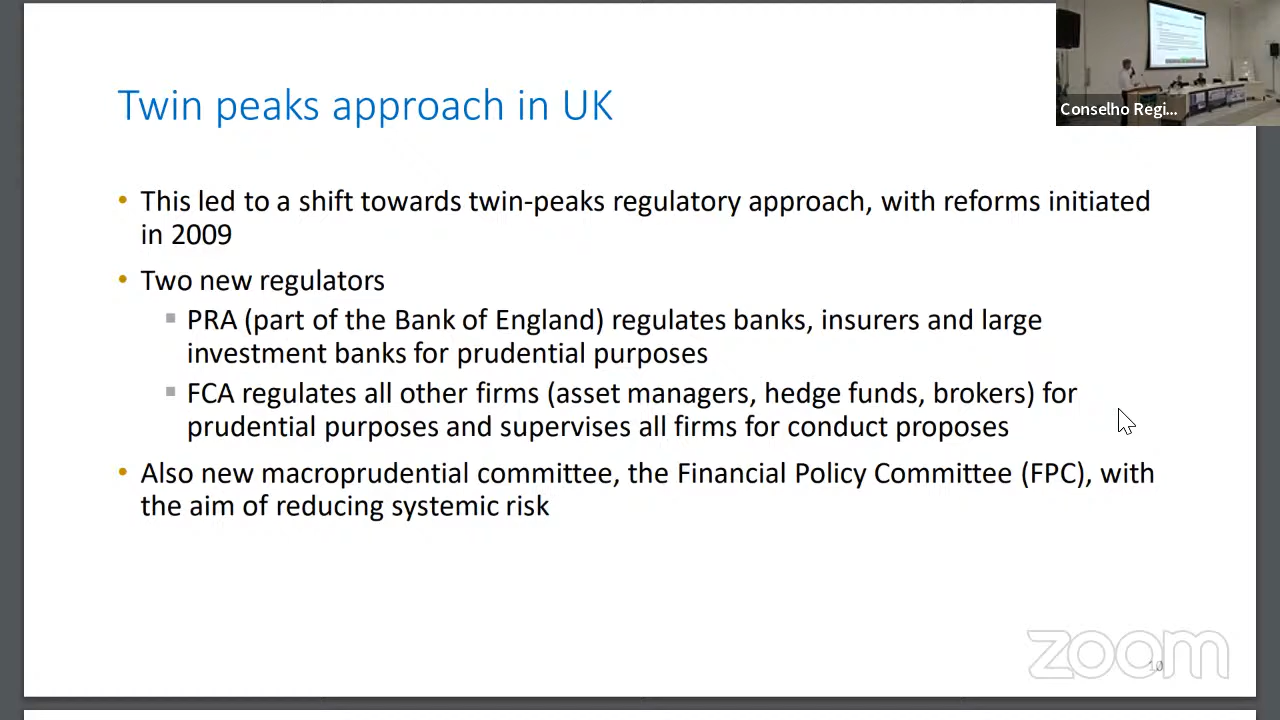 Twin peaks approach in UK
Conselho Regi...
• This led to a shift towards twin-peaks regulatory approach, with reforms initiated
in 2009
• Two new regulators
▪ PRA (part of the Bank of England) regulates banks, insurers and large
investment banks for prudential purposes
▪ FCA regulates all other firms (asset managers, hedge funds, brokers) for
prudential purposes and supervises all firms for conduct proposes
• Also new macroprudential committee, the Financial Policy Committee (FPC), with
the aim of reducing systemic risk
zoom
10